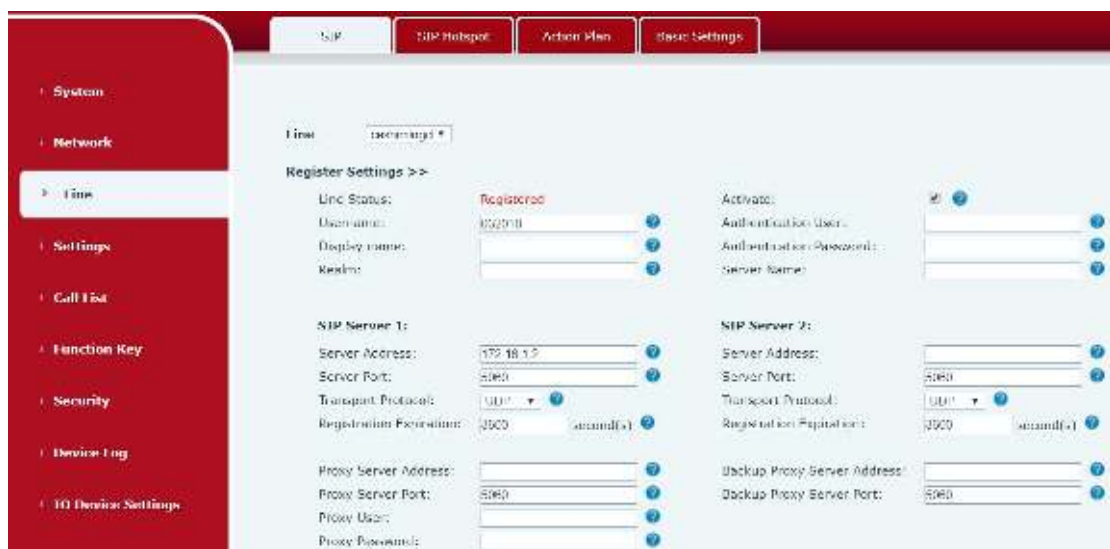 SIP
SIP Hotspot
Action Plan
Basic Settings
System
Network
Line
Settings
Call List
Function Key
Security
Device Log
IO Device Settings
Line
Register Settings >>
Line Status: Registered Activate:
Username: Authentication User:
Display name: Authentication Password:
Realm: Server Name:
SIP Server 1: SIP Server 2:
Server Address: 172.18.1.2 Server Address:
Server Port: 5060 Server Port: 5060
Transport Protocol: UDP Transport Protocol: UDP
Registration Expiration: 3600 second(s) Registration Expiration: 3600 second(s)
Proxy Server Address: Backup Proxy Server Address:
Proxy Server Port: 5060 Backup Proxy Server Port: 5060
Proxy User:
Proxy Password: